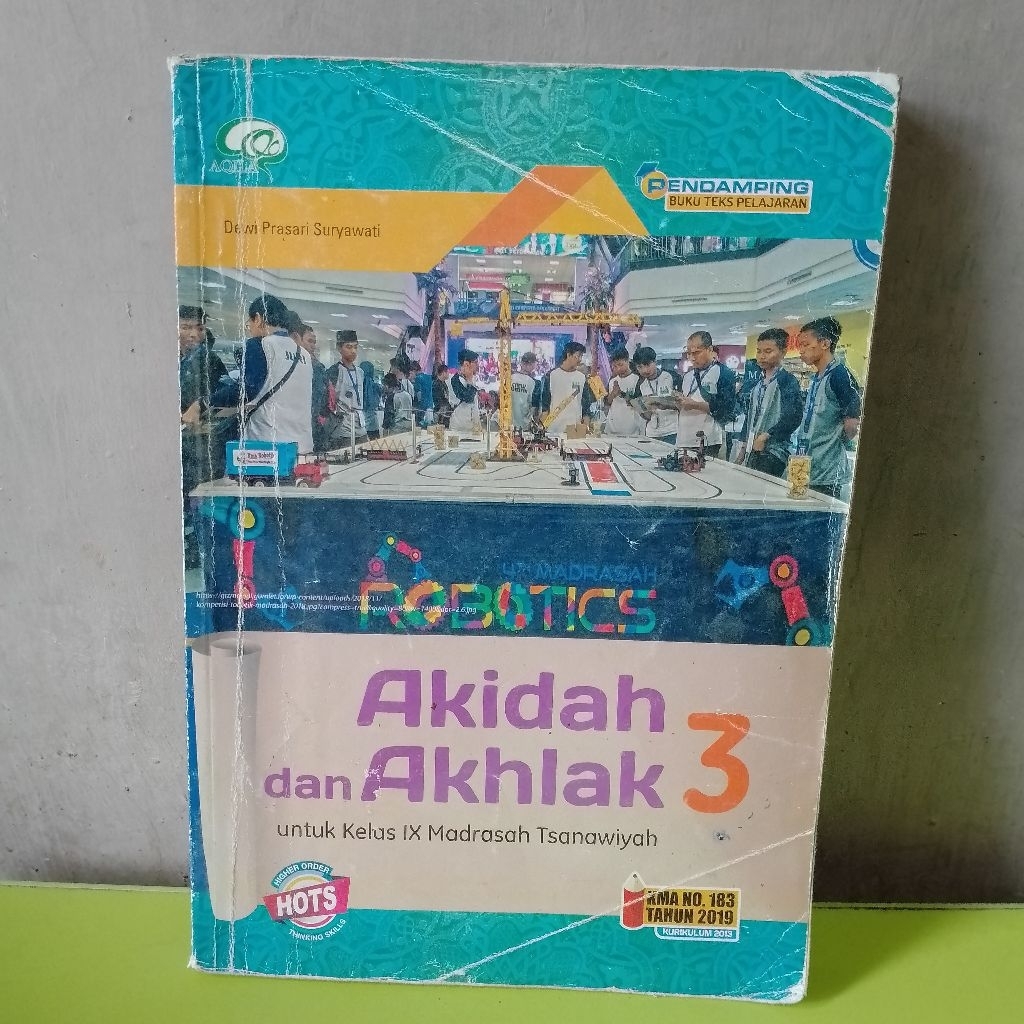 AQILA
PENDAMPING
BUKU TEKS PELAJARAN
Dewi Prasari Suryawati
MADRASAH
ROBOTICS
Akidah
dan Akhlak 3
untuk Kelas IX Madrasah Tsanawiyah
HIGHER ORDER
HOTS
THINKING SKILLS
KMA NO. 183
TAHUN 2019
KURIKULUM 2013